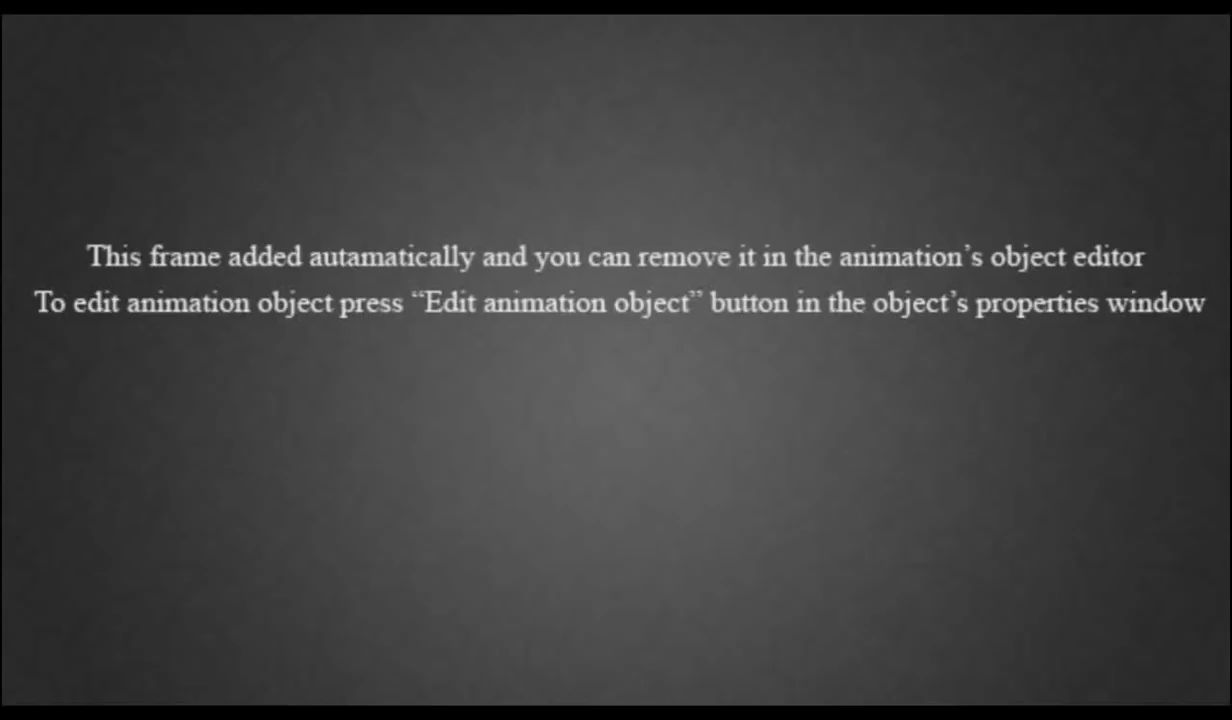 This frame added autamatically and you can remove it in the animation’s object editor
To edit animation object press “Edit animation object” button in the object’s properties window